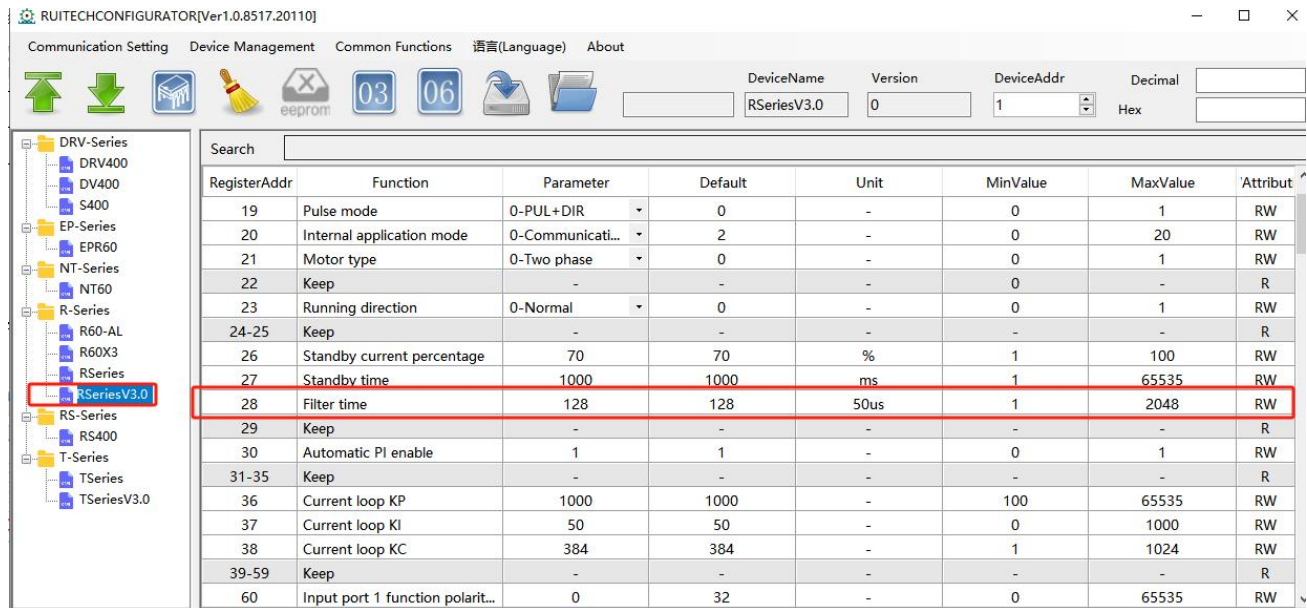 RUITECHCONFIGURATOR[Ver1.0.8517.20110]
Communication Setting Device Management Common Functions 语言(Language) About
eeprom 03 06 DeviceName Version DeviceAddr Decimal
RSeriesV3.0 0 1 Hex
DRV-Series
DRV400
DV400
S400
EP-Series
EPR60
NT-Series
NT60
R-Series
R60-AL
R60X3
RSeries
RSeriesV3.0
RS-Series
RS400
T-Series
TSeries
TSeriesV3.0
Search
RegisterAddr Function Parameter Default Unit MinValue MaxValue 'Attribut
19 Pulse mode 0-PUL+DIR 0 - 0 1 RW
20 Internal application mode 0-Communicati... 2 - 0 20 RW
21 Motor type 0-Two phase 0 - 0 1 RW
22 Keep - - - 0 - R
23 Running direction 0-Normal 0 - 0 1 RW
24-25 Keep - - - - - R
26 Standby current percentage 70 70 % 1 100 RW
27 Standby time 1000 1000 ms 1 65535 RW
28 Filter time 128 128 50us 1 2048 RW
29 Keep - - - - - R
30 Automatic PI enable 1 1 - 0 1 RW
31-35 Keep - - - - - R
36 Current loop KP 1000 1000 - 100 65535 RW
37 Current loop KI 50 50 - 0 1000 RW
38 Current loop KC 384 384 - 1 1024 RW
39-59 Keep - - - - - R
60 Input port 1 function polarit... 0 32 - 0 65535 RW